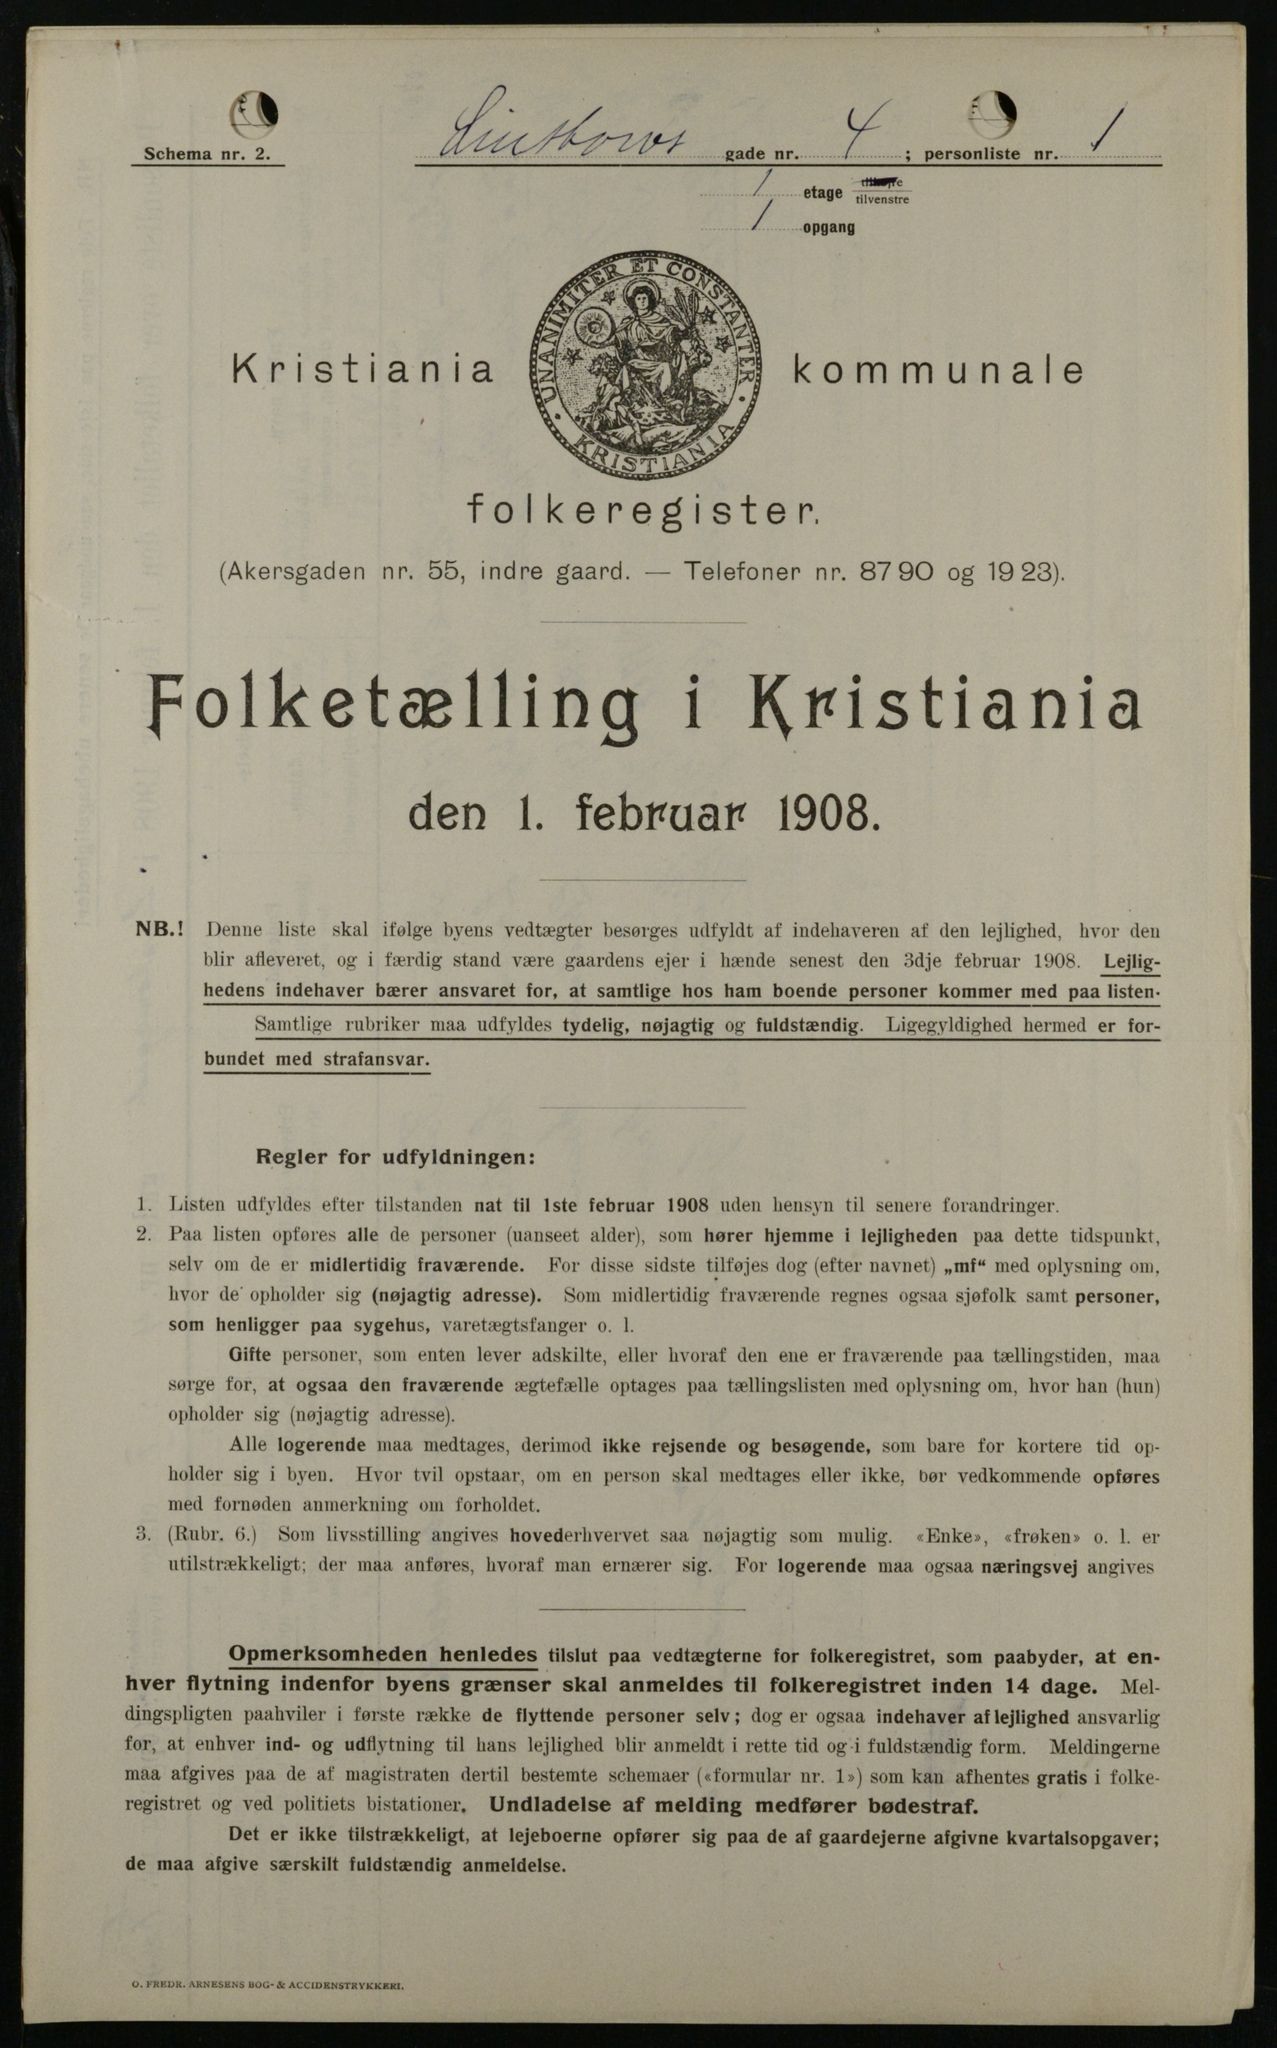 Schema nr. 2. Linstows gade nr. 4 ; personliste nr. 1
1 etage tilhøjre
tilvenstre
1 opgang
UNANIMITER ET CONSTANTER
KRISTIANIA
Kristiania kommunale
folkeregister.
(Akersgaden nr. 55, indre gaard. — Telefoner nr. 87 90 og 19 23).
Folketælling i Kristiania
den 1. februar 1908.
NB.! Denne liste skal ifølge byens vedtægter besørges udfyldt af indehaveren af den lejlighed, hvor den
blir afleveret, og i færdig stand være gaardens ejer i hænde senest den 3dje februar 1908. Lejlig-
hedens indehaver bærer ansvaret for, at samtlige hos ham boende personer kommer med paa listen.
Samtlige rubriker maa udfyldes tydelig, nøjagtig og fuldstændig. Ligegyldighed hermed er for-
bundet med strafansvar.
Regler for udfyldningen:
1. Listen udfyldes efter tilstanden nat til 1ste februar 1908 uden hensyn til senere forandringer.
2. Paa listen opføres alle de personer (uanseet alder), som hører hjemme i lejligheden paa dette tidspunkt,
selv om de er midlertidig fraværende. For disse sidste tilføjes dog (efter navnet) „mf“ med oplysning om,
hvor de opholder sig (nøjagtig adresse). Som midlertidig fraværende regnes ogsaa sjøfolk samt personer,
som henligger paa sygehus, varetægtsfanger o. l.
Gifte personer, som enten lever adskilte, eller hvoraf den ene er fraværende paa tællingstiden, maa
sørge for, at ogsaa den fraværende ægtefælle optages paa tællingslisten med oplysning om, hvor han (hun)
opholder sig (nøjagtig adresse).
Alle logerende maa medtages, derimod ikke rejsende og besøgende, som bare for kortere tid op-
holder sig i byen. Hvor tvil opstaar, om en person skal medtages eller ikke, bør vedkommende opføres
med fornøden anmerkning om forholdet.
3. (Rubr. 6.) Som livsstilling angives hovederhvervet saa nøjagtig som mulig. «Enke», «frøken» o. l. er
utilstrækkeligt; der maa anføres, hvoraf man ernærer sig. For logerende maa ogsaa næringsvej angives
Opmerksomheden henledes tilslut paa vedtægterne for folkeregistret, som paabyder, at en-
hver flytning indenfor byens grænser skal anmeldes til folkeregistret inden 14 dage. Mel-
dingspligten paahviler i første række de flyttende personer selv; dog er ogsaa indehaver af lejlighed ansvarlig
for, at enhver ind- og udflytning til hans lejlighed blir anmeldt i rette tid og i fuldstændig form. Meldingerne
maa afgives paa de af magistraten dertil bestemte schemaer («formular nr. 1») som kan afhentes gratis i folke-
registret og ved politiets bistationer. Undladelse af melding medfører bødestraf.
Det er ikke tilstrækkeligt, at lejeboerne opfører sig paa de af gaardejerne afgivne kvartalsopgaver;
de maa afgive særskilt fuldstændig anmeldelse.
O. FREDR. ARNESENS BOG- & ACCIDENSTRYKKERI.